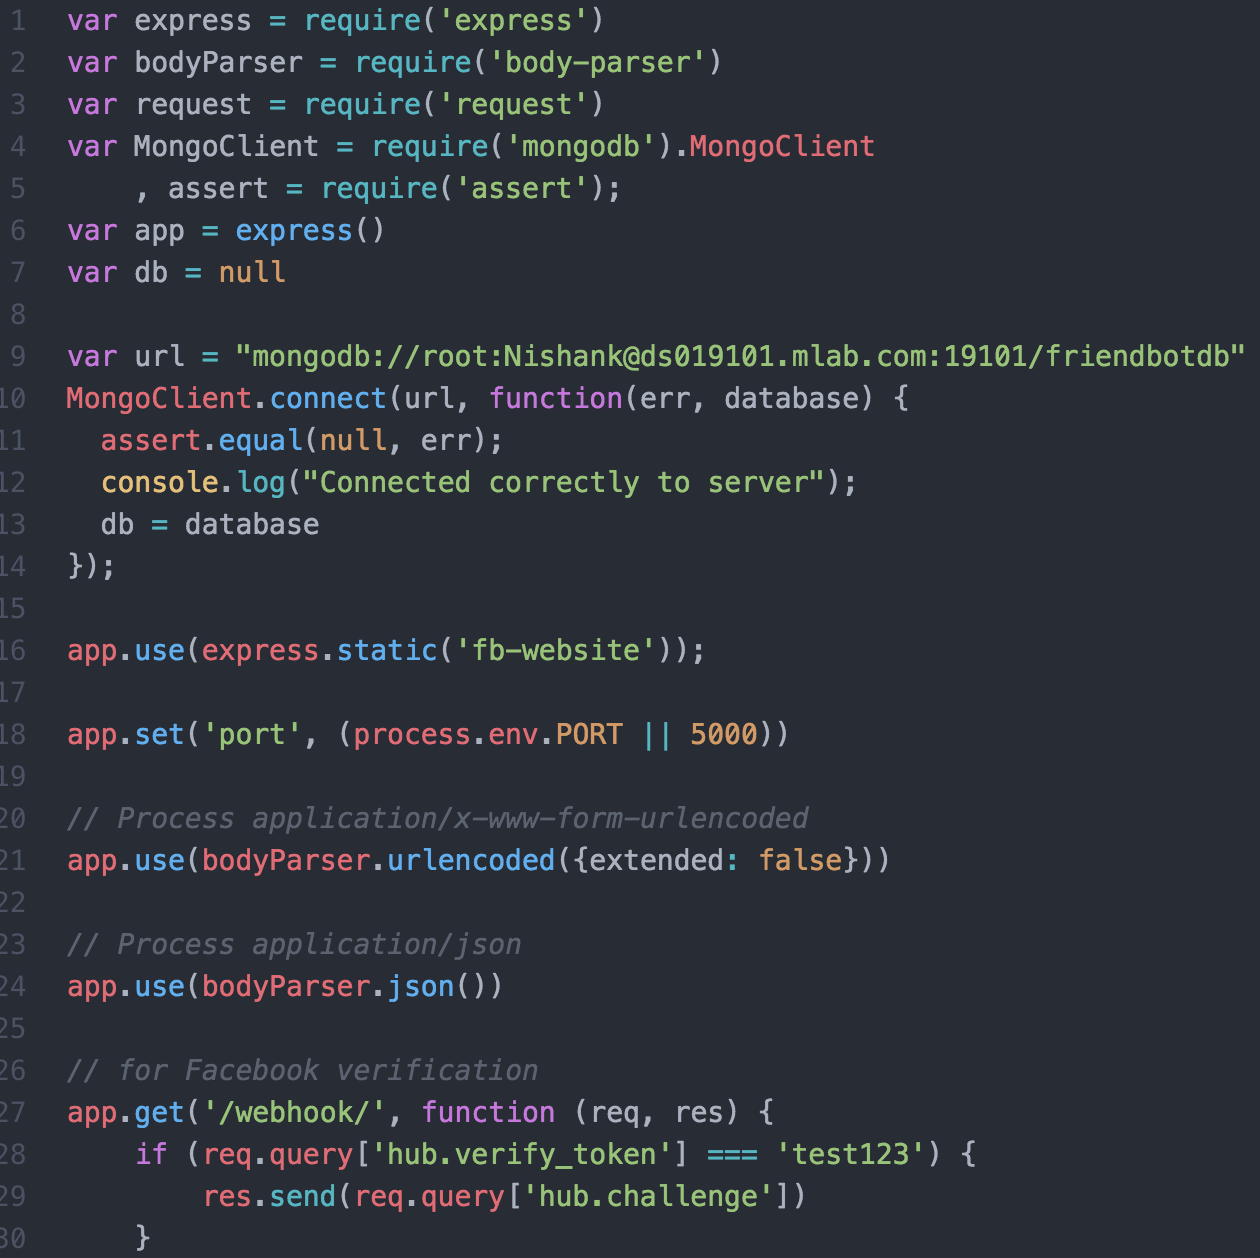 1 var express = require('express')
2 var bodyParser = require('body-parser')
3 var request = require('request')
4 var MongoClient = require('mongodb').MongoClient
5     , assert = require('assert');
6 var app = express()
7 var db = null
8
9 var url = "mongodb://root:Nishank@ds019101.mlab.com:19101/friendbotdb"
10 MongoClient.connect(url, function(err, database) {
11   assert.equal(null, err);
12   console.log("Connected correctly to server");
13   db = database
14 });
15
16 app.use(express.static('fb-website'));
17
18 app.set('port', (process.env.PORT || 5000))
19
20 // Process application/x-www-form-urlencoded
21 app.use(bodyParser.urlencoded({extended: false}))
22
23 // Process application/json
24 app.use(bodyParser.json())
25
26 // for Facebook verification
27 app.get('/webhook/', function (req, res) {
28     if (req.query['hub.verify_token'] === 'test123') {
29         res.send(req.query['hub.challenge'])
30     }